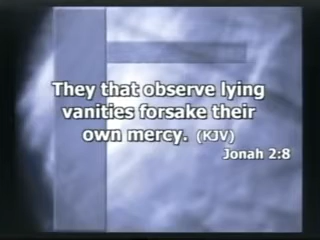 They that observe lying
vanities forsake their
own mercy. (KJV)
Jonah 2:8